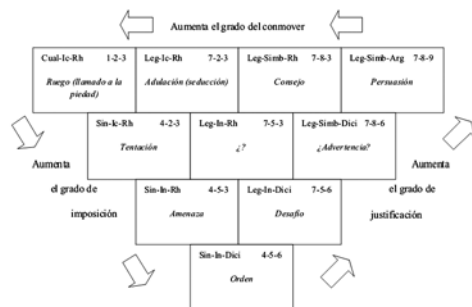 Aumenta el grado del conmover
Cual-Ic-Rh 1-2-3
Ruego (llamado a la
piedad)
Leg-Ic-Rh 7-2-3
Adulación (seducción)
Leg-Simb-Rh 7-8-3
Consejo
Leg-Simb-Arg 7-8-9
Persuasión
Sin-Ic-Rh 4-2-3
Tentación
Leg-In-Rh 7-5-3
¿?
Leg-Simb-Dici 7-8-6
¿Advertencia?
Aumenta
el grado de
imposición
Aumenta
el grado de
justificación
Sin-In-Rh 4-5-3
Amenaza
Leg-In-Dici 7-5-6
Desafío
Sin-In-Dici 4-5-6
Orden